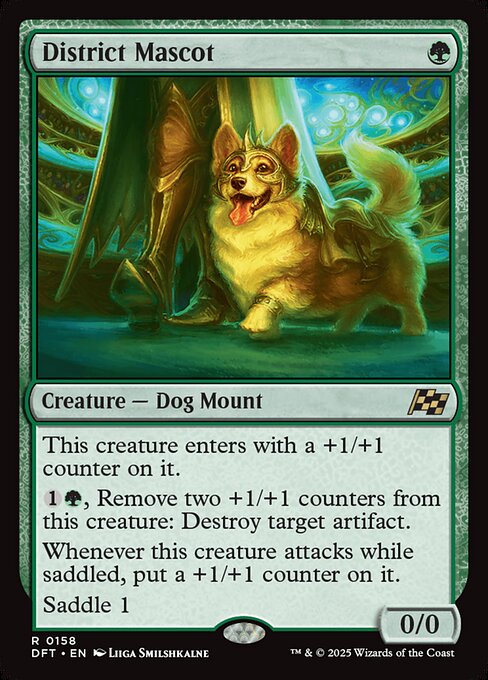 District Mascot
Creature — Dog Mount
This creature enters with a +1/+1
counter on it.
1, Remove two +1/+1 counters from
this creature: Destroy target artifact.
Whenever this creature attacks while
saddled, put a +1/+1 counter on it.
Saddle 1
0/0
R 0158
DFT • EN LIIGA SMILSHKALNE
™ & © 2025 Wizards of the Coast